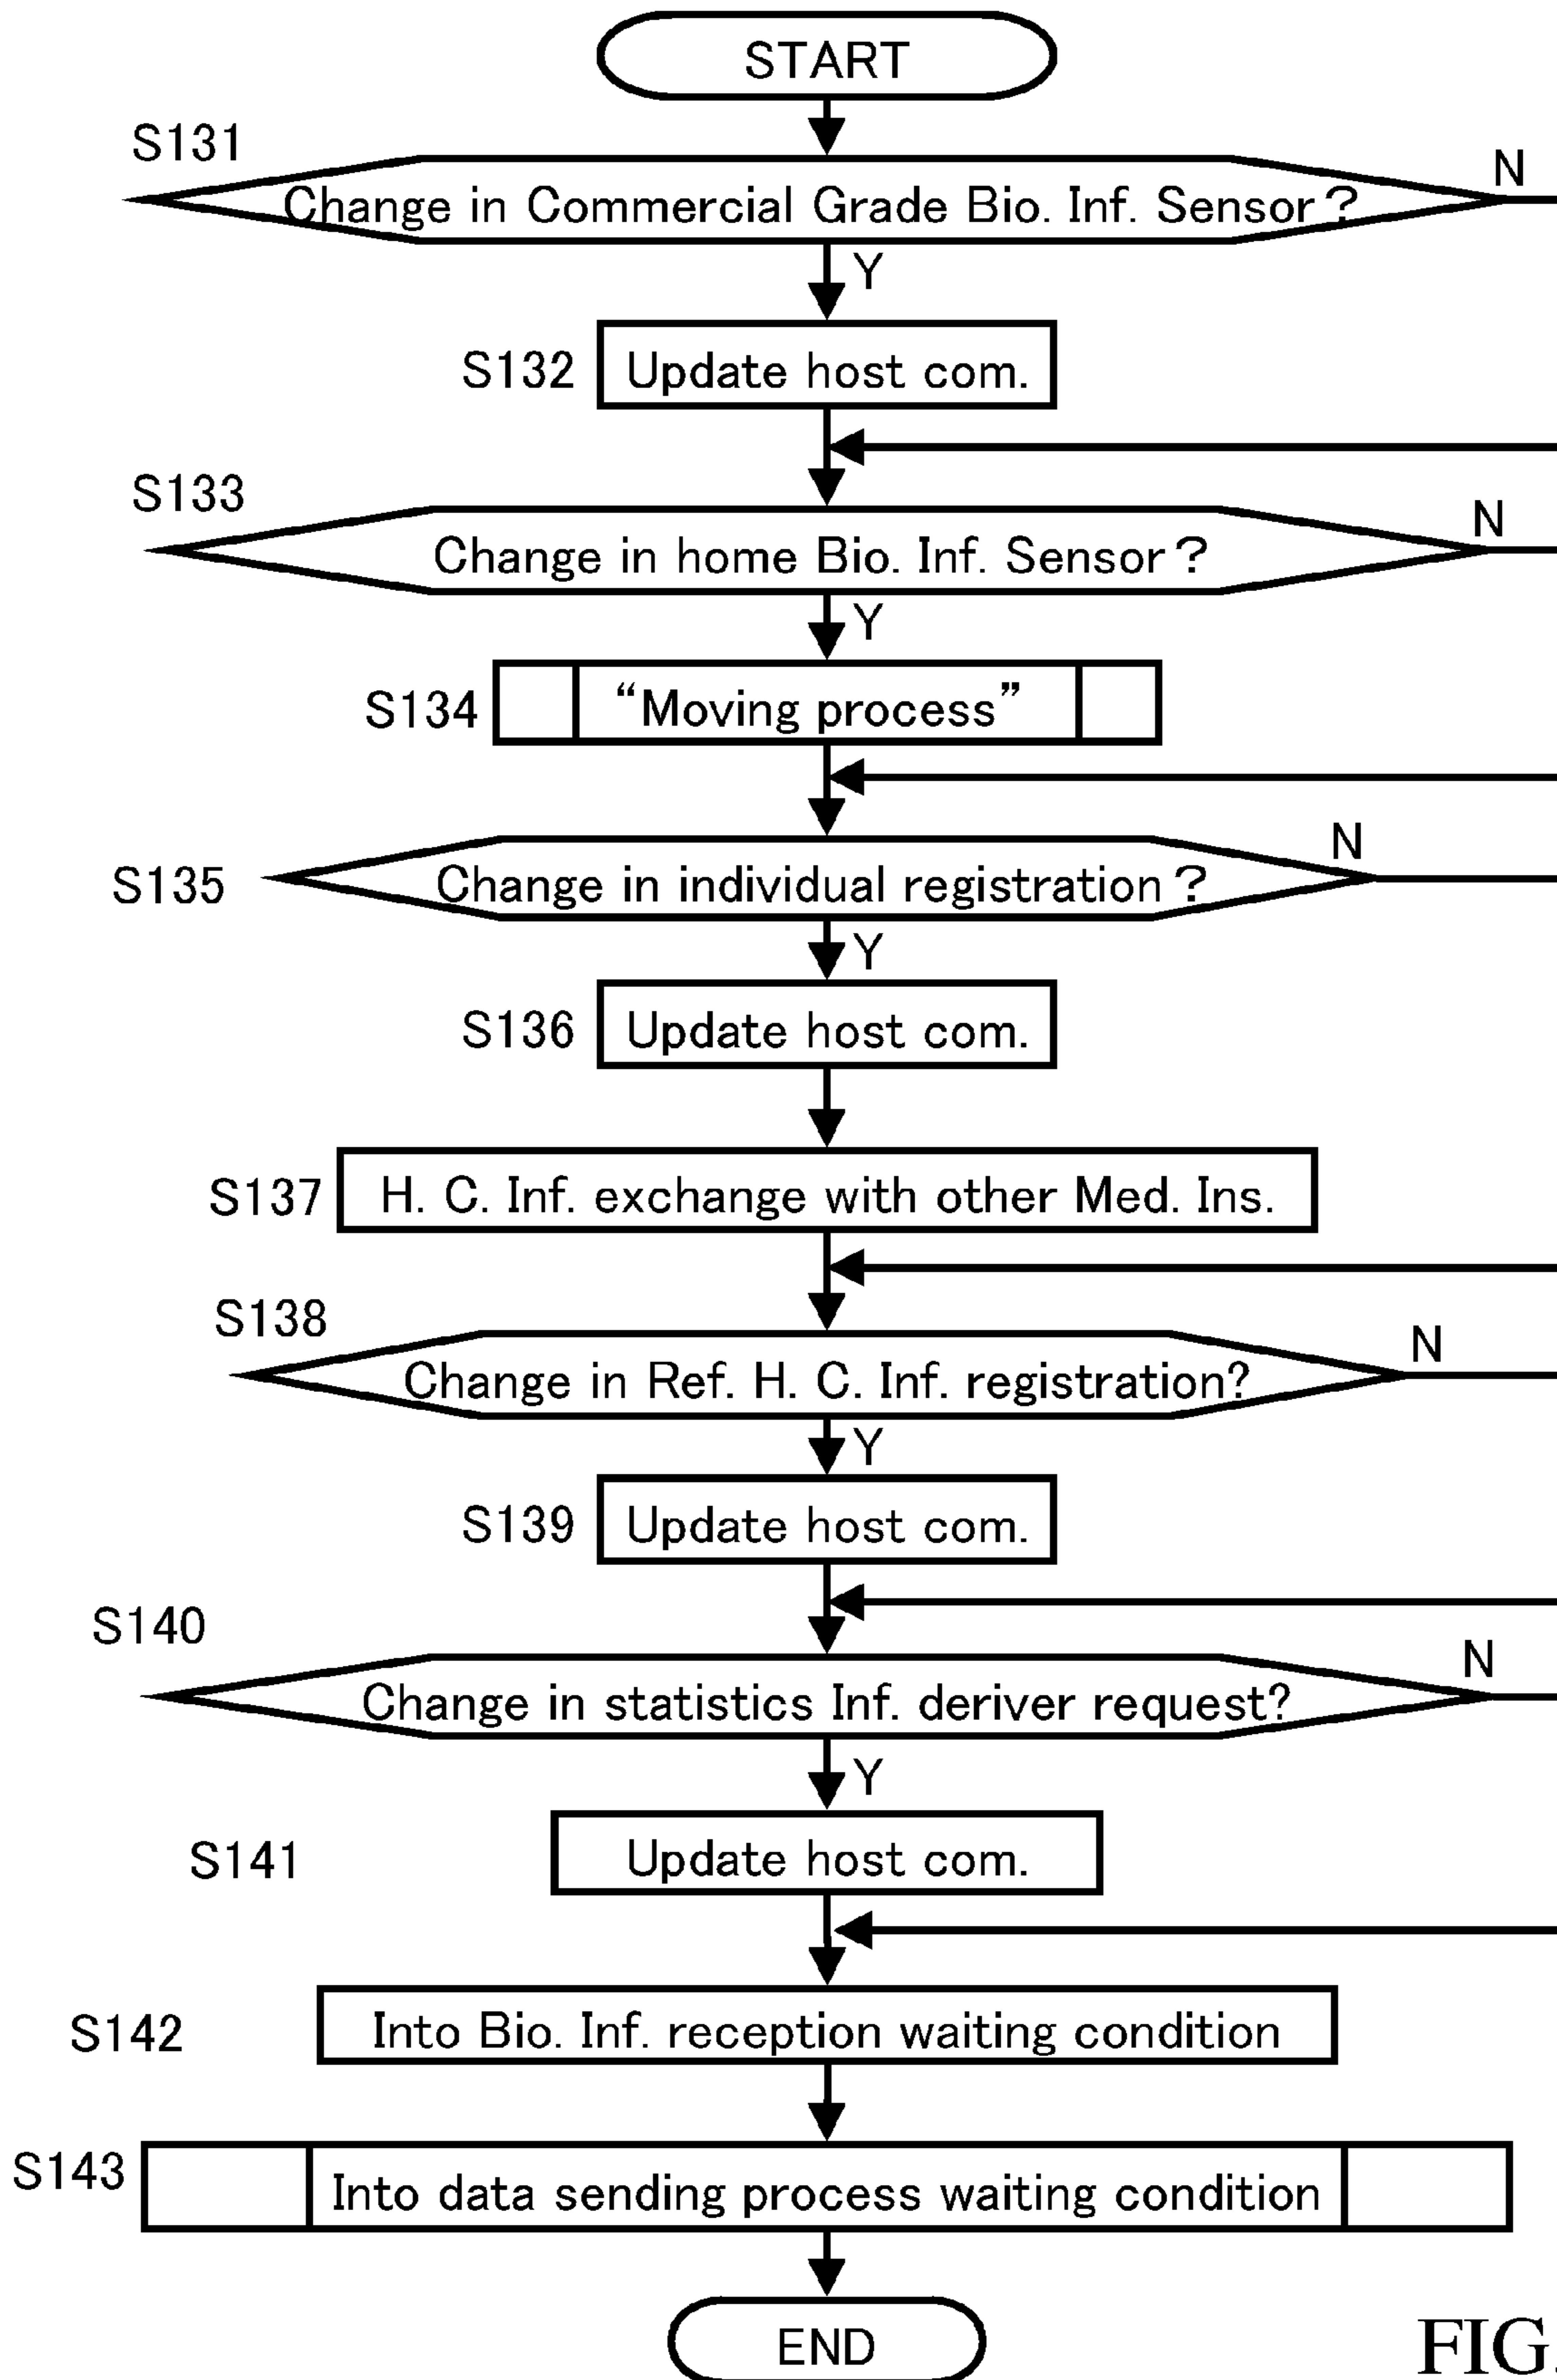 START
S131
N
Change in Commercial Grade Bio. Inf. Sensor?
Y
S132
Update host com.
S133
N
Change in home Bio. Inf. Sensor?
Y
S134
“Moving process”
N
S135
Change in individual registration?
Y
S136
Update host com.
S137
H. C. Inf. exchange with other Med. Ins.
S138
N
Change in Ref. H. C. Inf. registration?
Y
S139
Update host com.
S140
N
Change in statistics Inf. deriver request?
Y
S141
Update host com.
S142
Into Bio. Inf. reception waiting condition
S143
Into data sending process waiting condition
END
FIG.